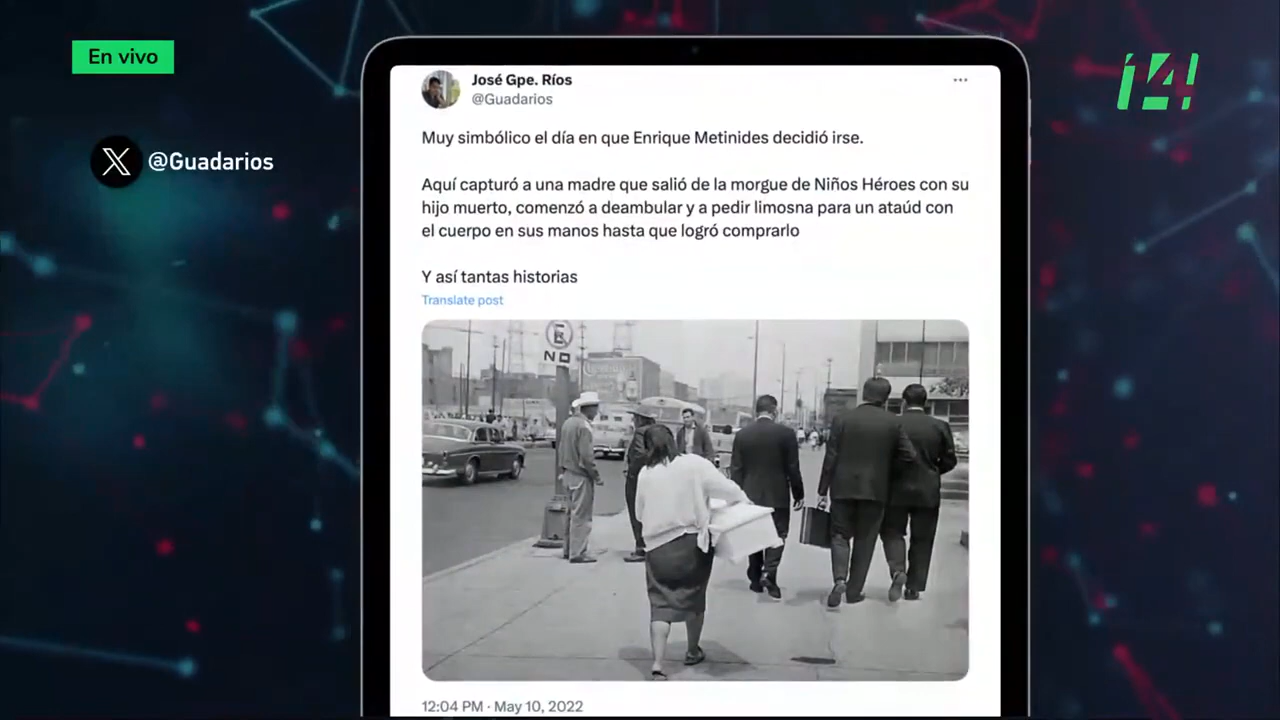 En vivo
14!
@Guadarios
José Gpe. Ríos
@Guadarios
Muy simbólico el día en que Enrique Metinides decidió irse.
Aquí capturó a una madre que salió de la morgue de Niños Héroes con su
hijo muerto, comenzó a deambular y a pedir limosna para un ataúd con
el cuerpo en sus manos hasta que logró comprarlo
Y así tantas historias
Translate post
E
NO
12:04 PM · May 10, 2022